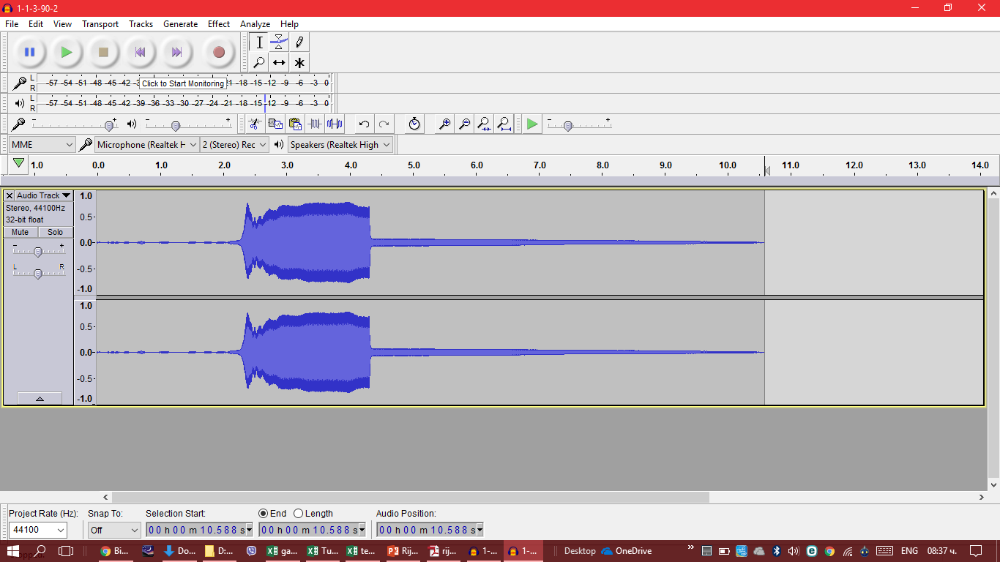 1-1-3-90-2
File Edit View Transport Tracks Generate Effect Analyze Help
L -57 -54 -51 -48 -45 -42 -18 -15 -12 -9 -6 -3 0
R
Click to Start Monitoring
L -57 -54 -51 -48 -45 -42 -39 -36 -33 -30 -27 -24 -21 -18 -15 -12 -9 -6 -3 0
R
- + - + - +
MME Microphone (Realtek H 2 (Stereo) Rec Speakers (Realtek High
1.0 0.0 1.0 2.0 3.0 4.0 5.0 6.0 7.0 8.0 9.0 10.0 11.0 12.0 13.0 14.0
Audio Track 1.0
Stereo, 44100Hz
32-bit float 0.5-
Mute Solo
- + 0.0-
L R -0.5-
-1.0
1.0
0.5-
0.0-
-0.5-
-1.0
Project Rate (Hz): Snap To: Selection Start: End Length Audio Position:
44100 Off 00 h 00 m 10.588 s 00 h 00 m 10.588 s 00 h 00 m 10.588 s
Bi... Do... D:... ga... Tu... te... Rij... rij... 1-... 1-... Desktop OneDrive » ENG 08:37 ч.